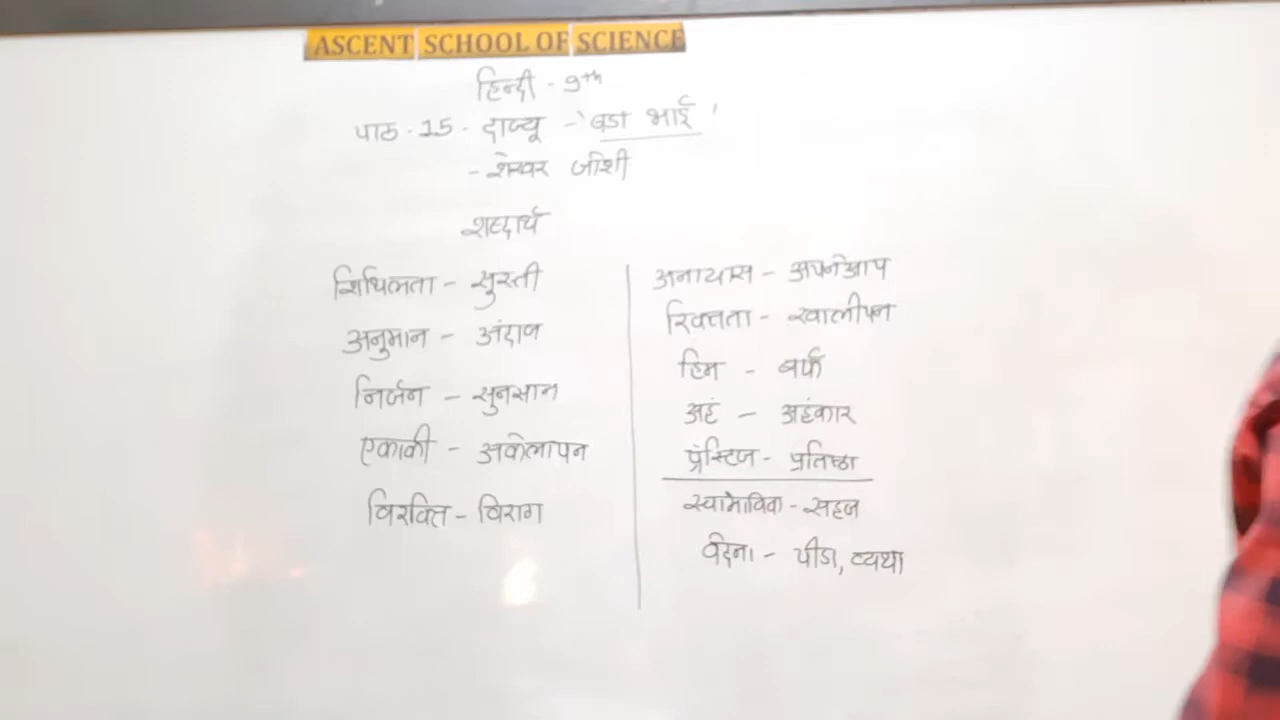 ASCENT SCHOOL OF SCIENCE
हिन्दी - 9th
पाठ - 15 - दाज्यू - 'बडा भाई'
- शेखर जोशी
शब्दार्थ
शिथिलता - सुस्ती
अनुमान - अंदाज
निर्जन - सुनसान
एकाकी - अकेलापन
विरक्ति - विराग
अनायास - अपनेआप
रिक्तता - खालीपन
हिम - बर्फ
अहं - अहंकार
प्रेस्टिज - प्रतिष्ठा
स्वाभाविक - सहज
वेदना - पीडा, व्यथा